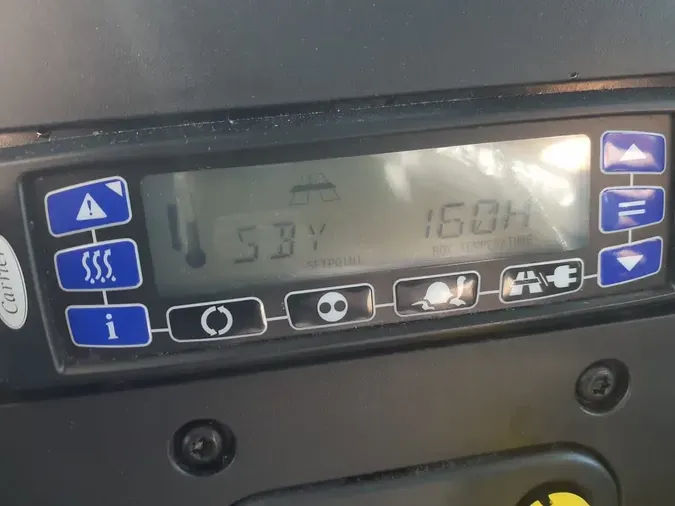 SBY 160H
SETPOINT BOX TEMPERATURE
i
Carrier